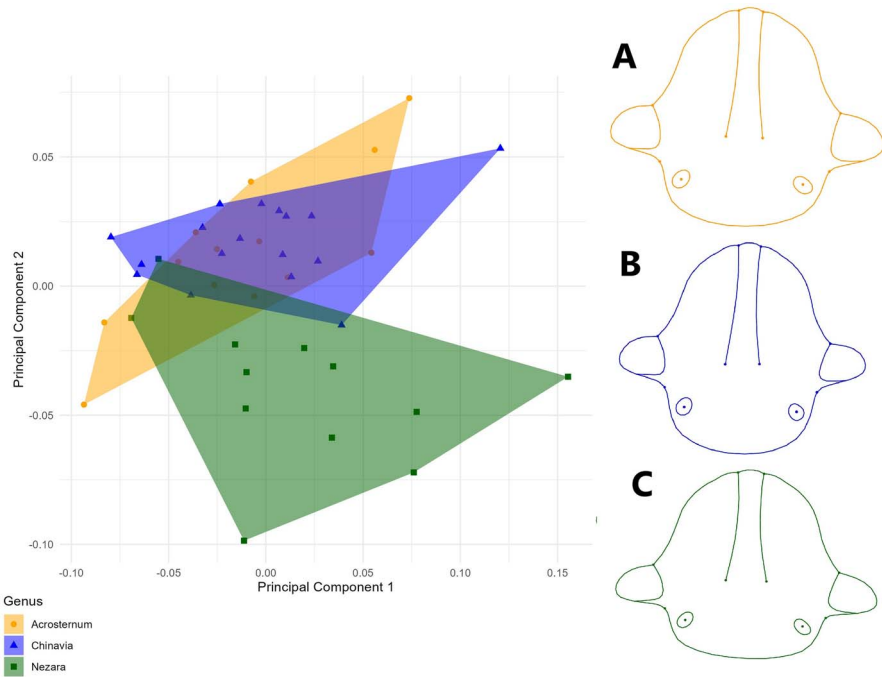 A
B
C
Principal Component 2
0.05
0.00
-0.05
-0.10
-0.10 -0.05 0.00 0.05 0.10 0.15
Principal Component 1
Genus
Acrosternum
Chinavia
Nezara